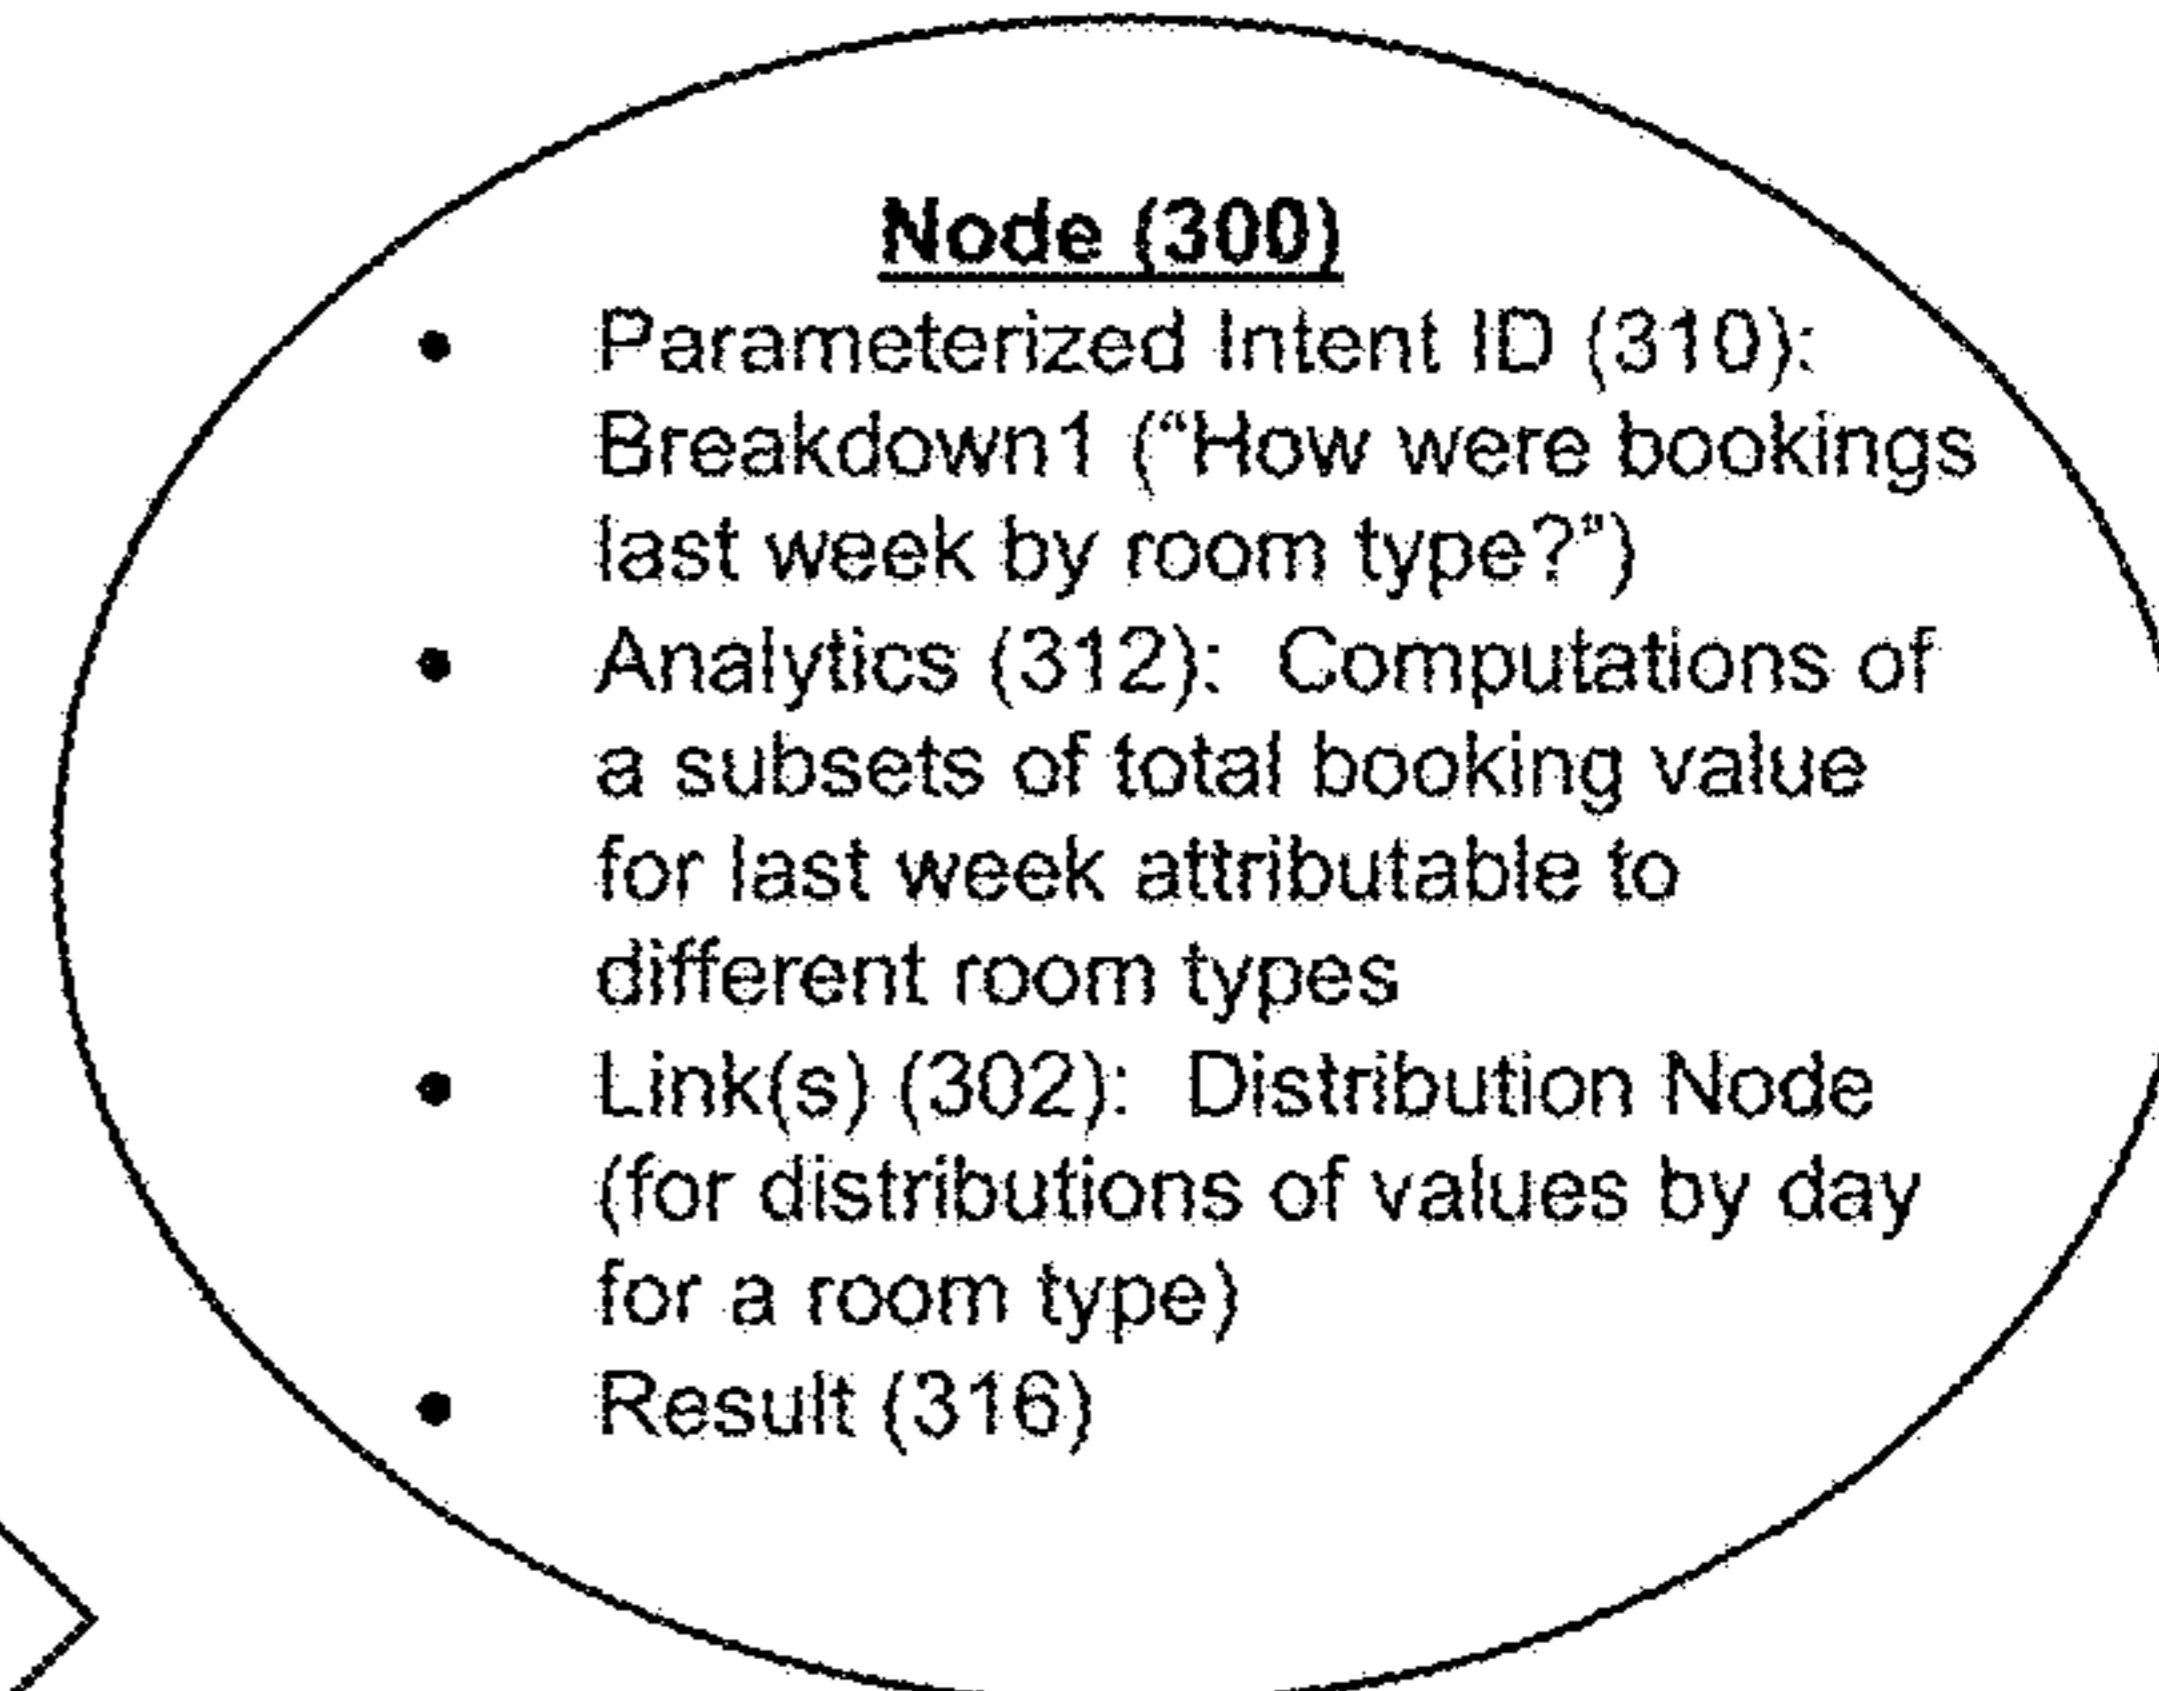 Node (300)
• Parameterized Intent ID (310):
Breakdown1 (“How were bookings
last week by room type?”)
• Analytics (312): Computations of
a subsets of total booking value
for last week attributable to
different room types
• Link(s) (302): Distribution Node
(for distributions of values by day
for a room type)
• Result (316)